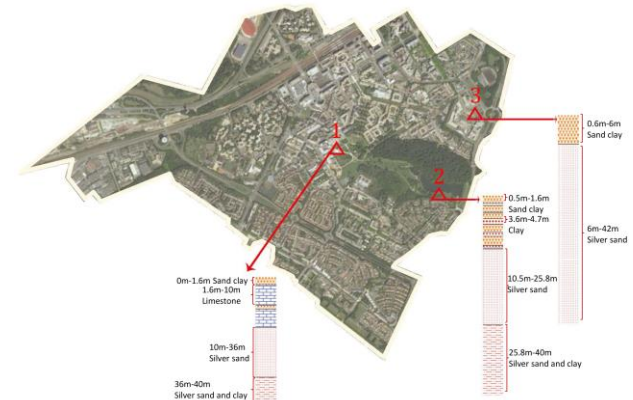 1
2
3
0.6m-6m
Sand clay
6m-42m
Silver sand
0.5m-1.6m
Sand clay
3.6m-4.7m
Clay
10.5m-25.8m
Silver sand
25.8m-40m
Silver sand and clay
0m-1.6m Sand clay
1.6m-10m
Limestone
10m-36m
Silver sand
36m-40m
Silver sand and clay